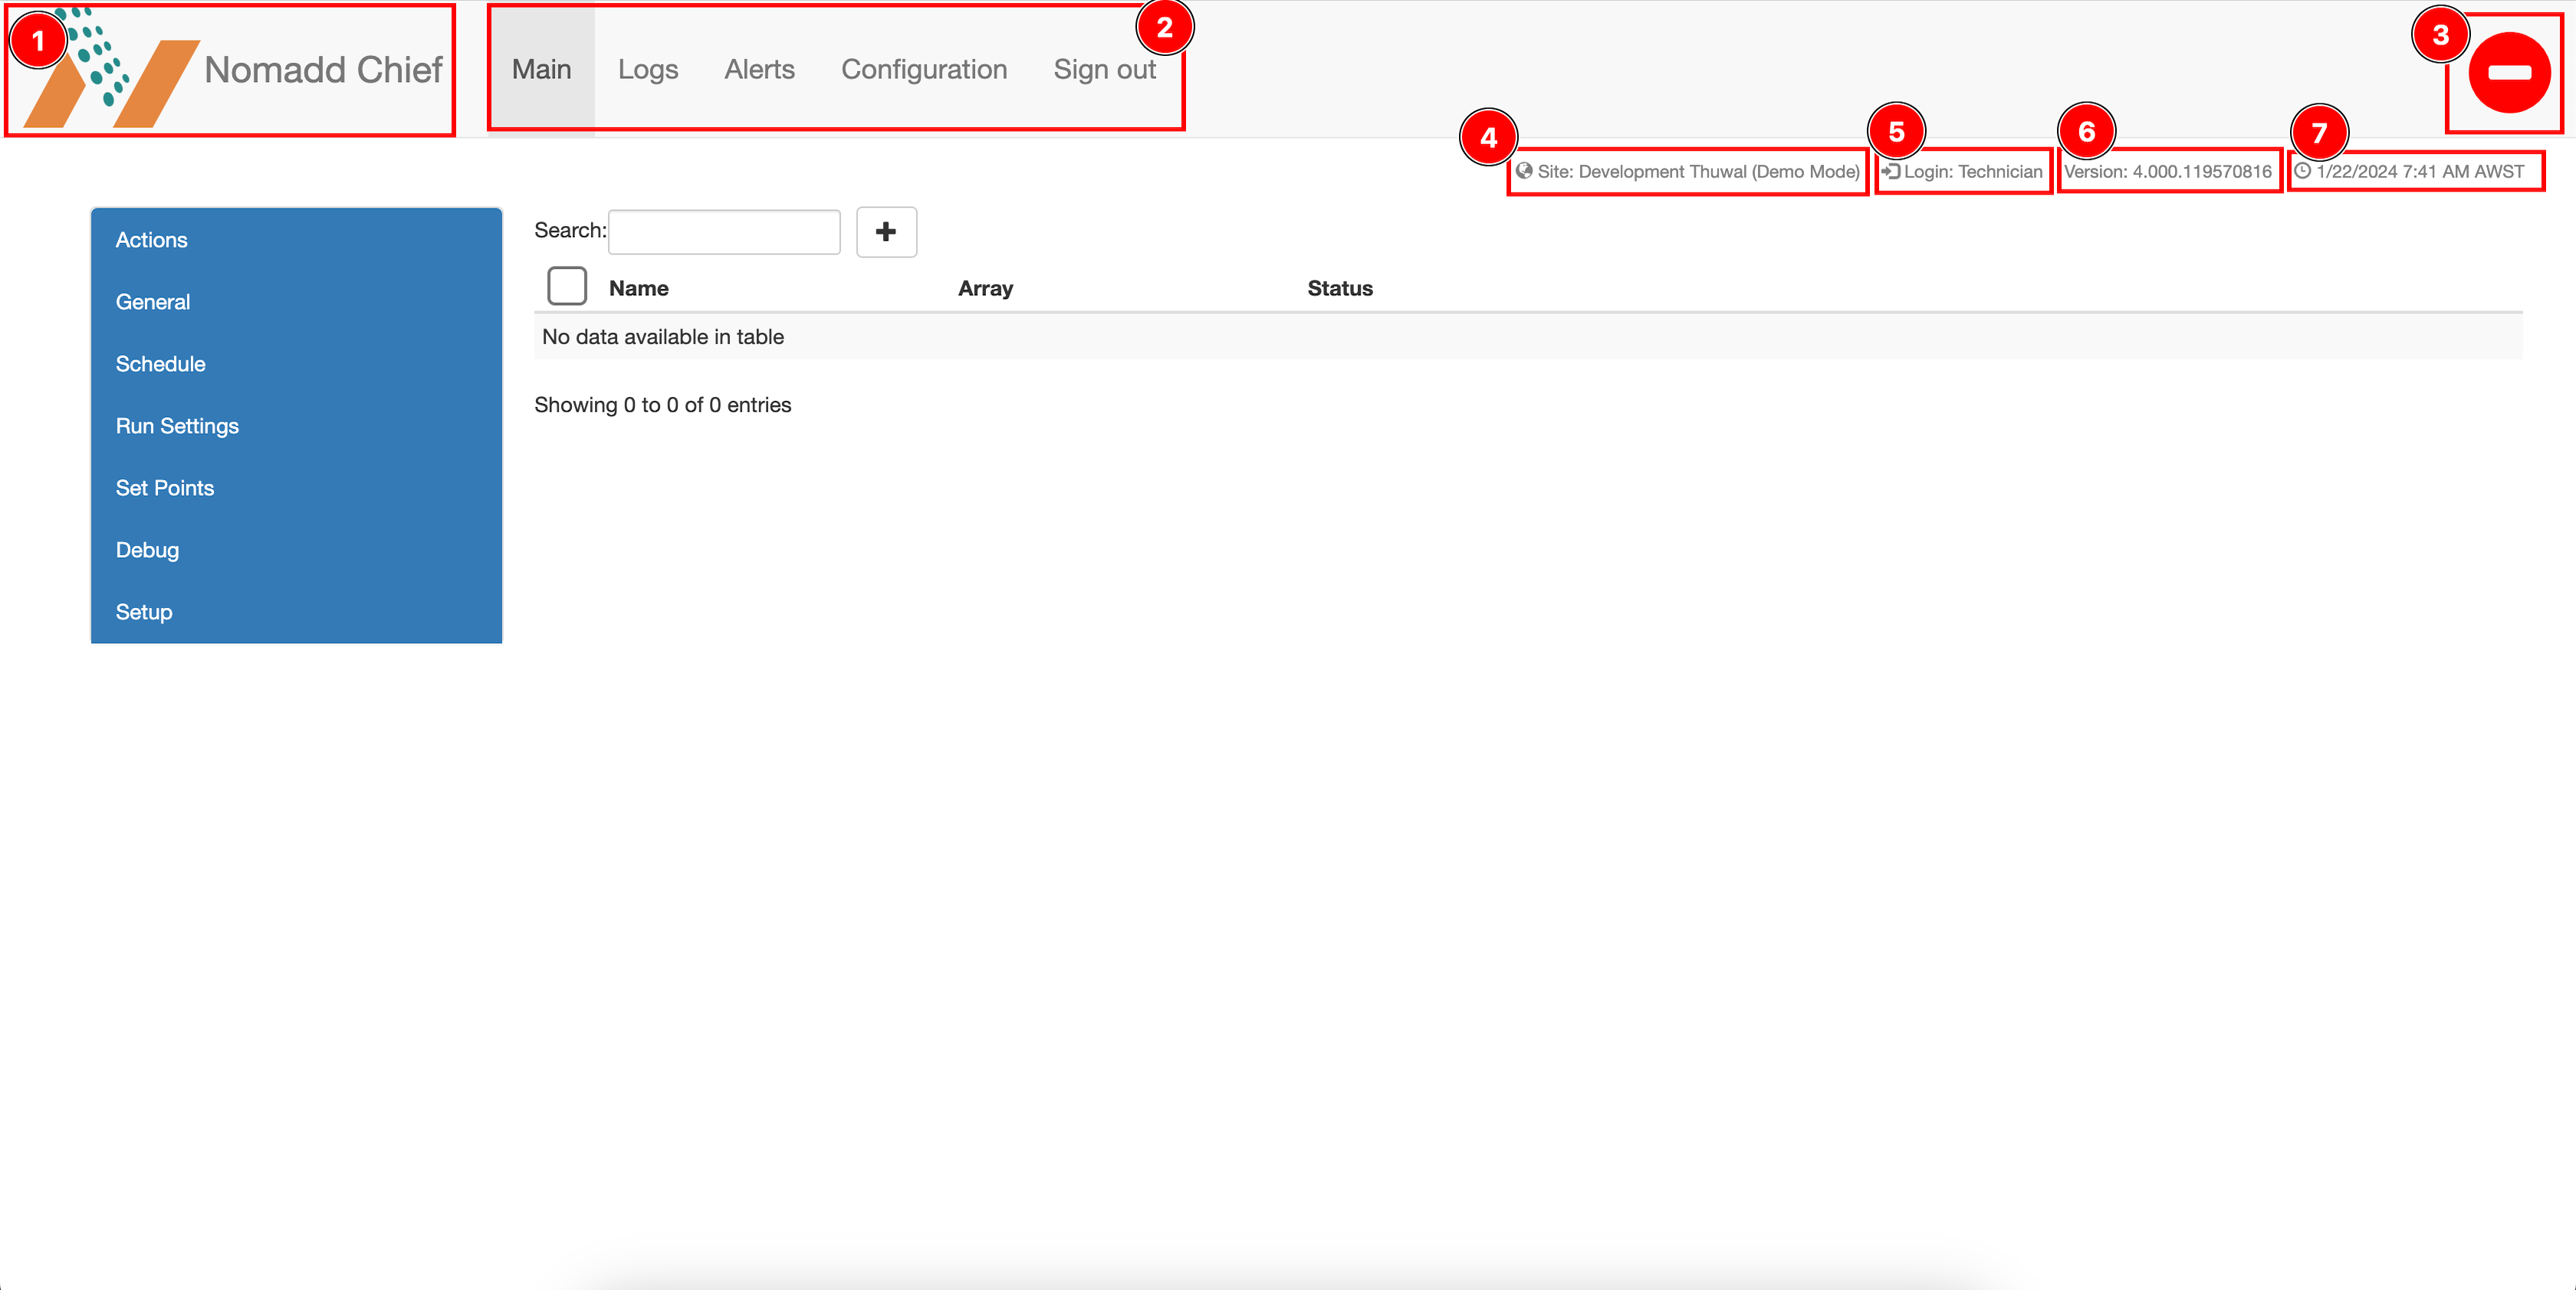 1
Nomadd Chief
2
Main Logs Alerts Configuration Sign out
3
4
Site: Development Thuwal (Demo Mode)
5
Login: Technician
6
Version: 4.000.119570816
7
1/22/2024 7:41 AM AWST
Actions
General
Schedule
Run Settings
Set Points
Debug
Setup
Search:
Name Array Status
No data available in table
Showing 0 to 0 of 0 entries